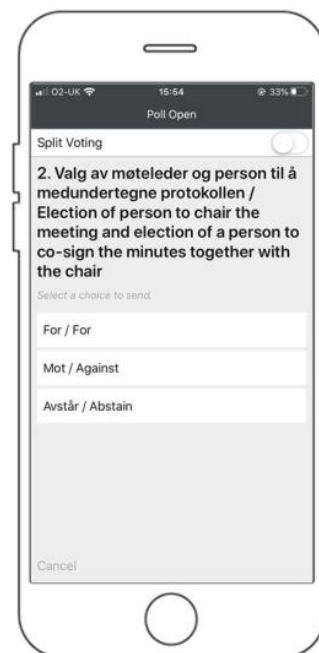 O2-UK 15:54 33%
Poll Open
Split Voting
2. Valg av møteleder og person til å
medundertegne protokollen /
Election of person to chair the
meeting and election of a person to
co-sign the minutes together with
the chair
Select a choice to send.
For / For
Mot / Against
Avstår / Abstain
Cancel